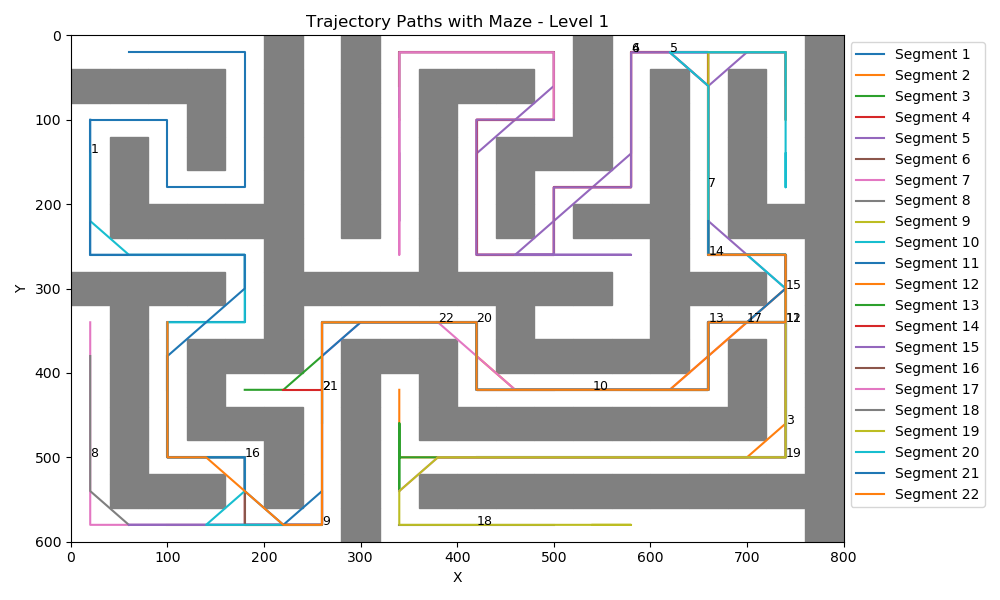 Trajectory Paths with Maze - Level 1
0
100
200
300
400
500
600
Y
0
100
200
300
400
500
600
700
800
X
5
1
7
14
15
22
20
13
17
21
10
3
8
16
19
9
18
Segment 1
Segment 2
Segment 3
Segment 4
Segment 5
Segment 6
Segment 7
Segment 8
Segment 9
Segment 10
Segment 11
Segment 12
Segment 13
Segment 14
Segment 15
Segment 16
Segment 17
Segment 18
Segment 19
Segment 20
Segment 21
Segment 22